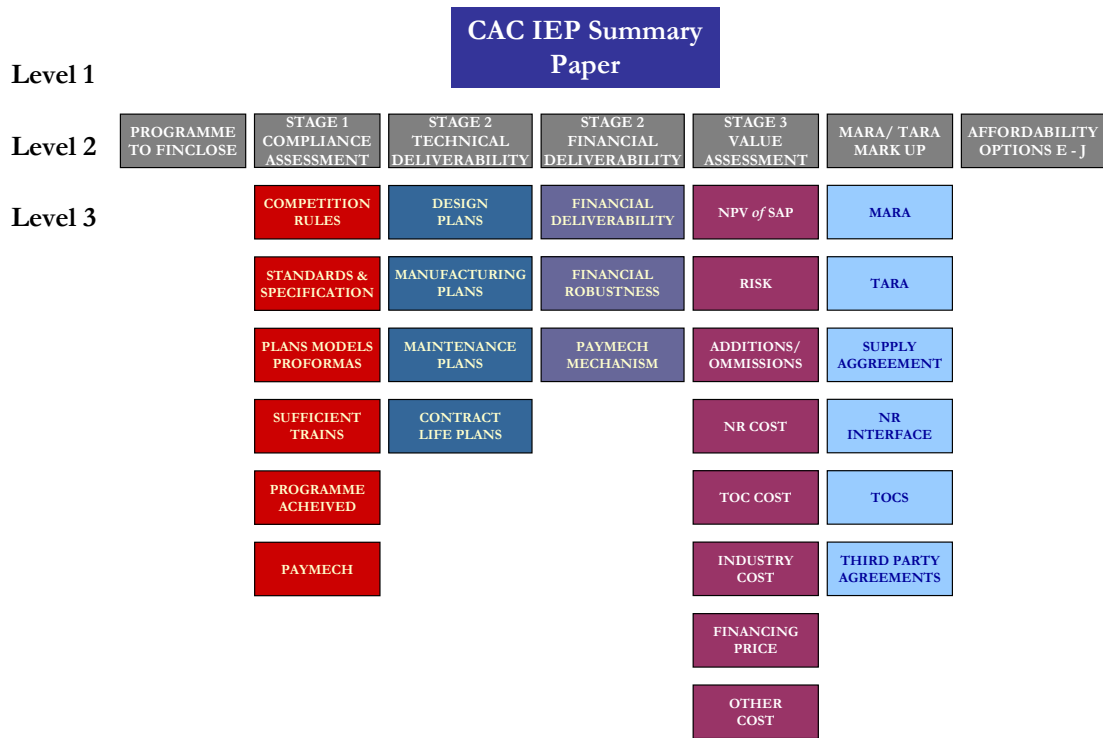 CAC IEP Summary
Paper
Level 1
Level 2
PROGRAMME
TO FINCLOSE
STAGE 1
COMPLIANCE
ASSESSMENT
STAGE 2
TECHNICAL
DELIVERABILITY
STAGE 2
FINANCIAL
DELIVERABILITY
STAGE 3
VALUE
ASSESSMENT
MARA/ TARA
MARK UP
AFFORDABILITY
OPTIONS E - J
Level 3
COMPETITION
RULES
DESIGN
PLANS
FINANCIAL
DELIVERABILITY
NPV of SAP
MARA
STANDARDS &
SPECIFICATION
MANUFACTURING
PLANS
FINANCIAL
ROBUSTNESS
RISK
TARA
PLANS MODELS
PROFORMAS
MAINTENANCE
PLANS
PAYMECH
MECHANISM
ADDITIONS/
OMMISSIONS
SUPPLY
AGGREEMENT
SUFFICIENT
TRAINS
CONTRACT
LIFE PLANS
NR COST
NR
INTERFACE
PROGRAMME
ACHEIVED
TOC COST
TOCS
PAYMECH
INDUSTRY
COST
THIRD PARTY
AGREEMENTS
FINANCING
PRICE
OTHER
COST